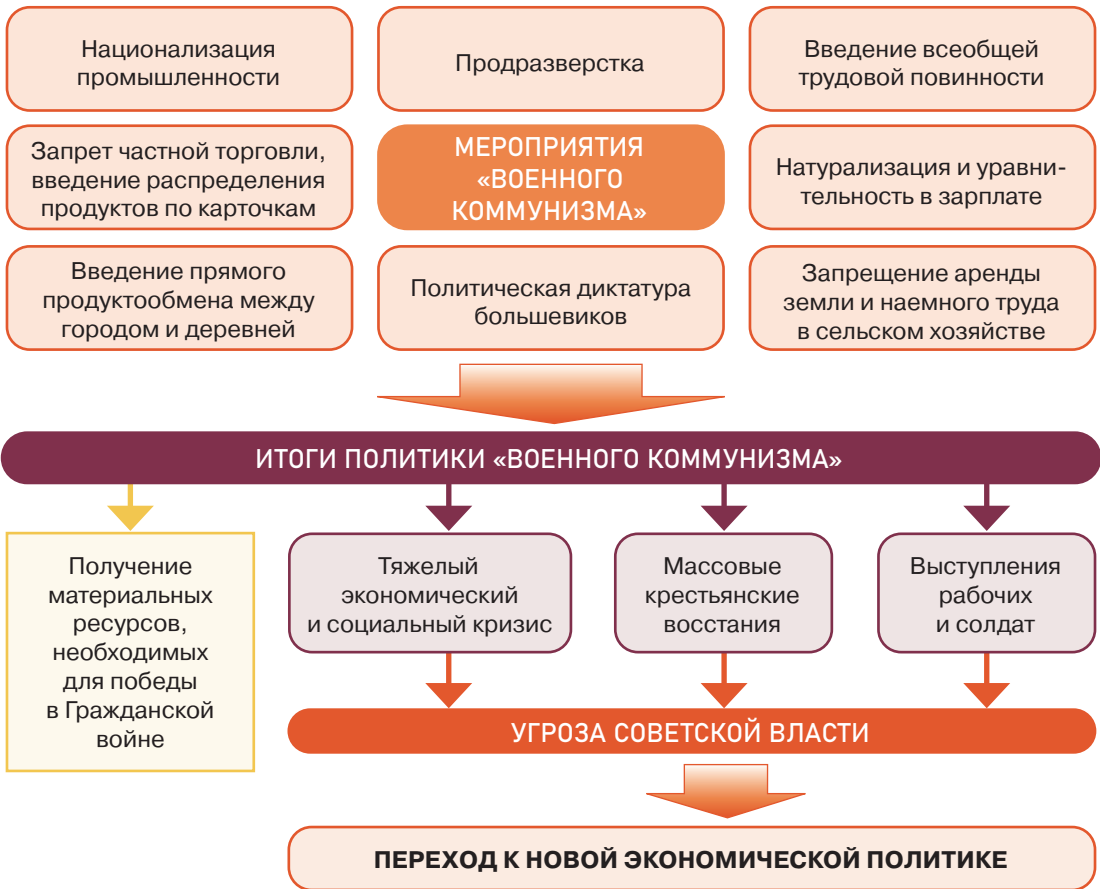 Национализация
промышленности
Продразверстка
Введение всеобщей
трудовой повинности
Запрет частной торговли,
введение распределения
продуктов по карточкам
МЕРОПРИЯТИЯ
«ВОЕННОГО
КОММУНИЗМА»
Натурализация и уравни-
тельность в зарплате
Введение прямого
продуктообмена между
городом и деревней
Политическая диктатура
большевиков
Запрещение аренды
земли и наемного труда
в сельском хозяйстве
ИТОГИ ПОЛИТИКИ «ВОЕННОГО КОММУНИЗМА»
Получение
материальных
ресурсов,
необходимых
для победы
в Гражданской
войне
Тяжелый
экономический
и социальный кризис
Массовые
крестьянские
восстания
Выступления
рабочих
и солдат
УГРОЗА СОВЕТСКОЙ ВЛАСТИ
ПЕРЕХОД К НОВОЙ ЭКОНОМИЧЕСКОЙ ПОЛИТИКЕ